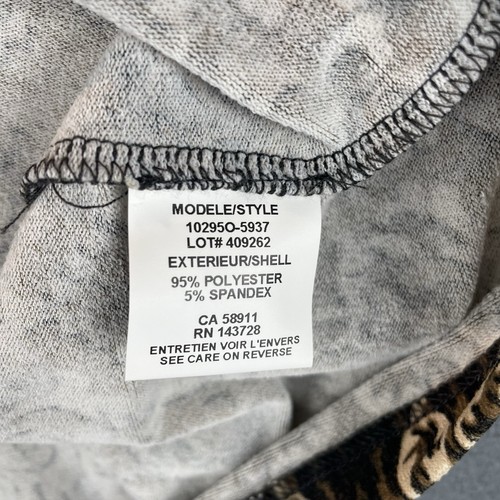 MODELE/STYLE
10295O-5937
LOT# 409262
EXTERIEUR/SHELL
95% POLYESTER
5% SPANDEX
CA 58911
RN 143728
ENTRETIEN VOIR L'ENVERS
SEE CARE ON REVERSE